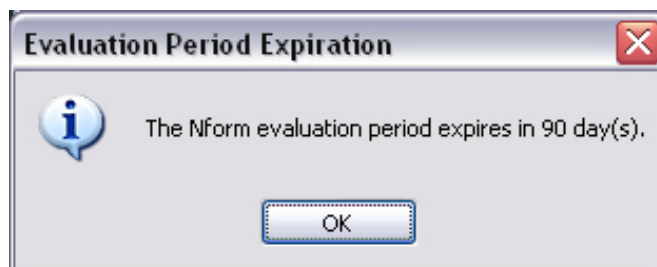 Evaluation Period Expiration
The Nform evaluation period expires in 90 day(s).
OK